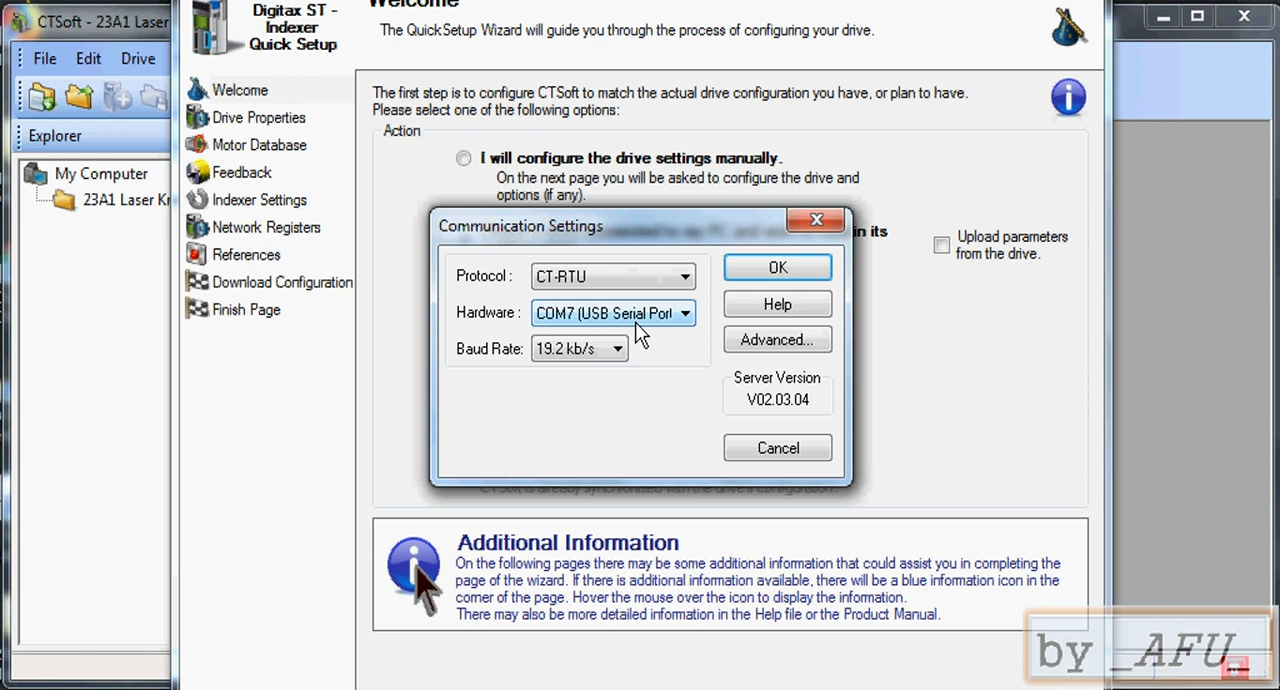 CTSoft - 23A1 Laser
File Edit Drive
Explorer
My Computer
23A1 Laser
Digitax ST -
Indexer
Quick Setup
Welcome
Drive Properties
Motor Database
Feedback
Indexer Settings
Network Registers
References
Download Configuration
Finish Page
Welcome
The QuickSetup Wizard will guide you through the process of configuring your drive.
The first step is to configure CTSoft to match the actual drive configuration you have, or plan to have.
Please select one of the following options:
Action
I will configure the drive settings manually.
On the next page you will be asked to configure the drive and
options (if any).
in its
Upload parameters
from the drive.
Communication Settings
Protocol : CT-RTU
Hardware : COM7 (USB Serial Port
Baud Rate: 19.2 kb/s
OK
Help
Advanced...
Server Version
V02.03.04
Cancel
CTSoft is already synchronized with the drive's configuration.
Additional Information
On the following pages there may be some additional information that could assist you in completing the
page of the wizard. If there is additional information available, there will be a blue information icon in the
corner of the page. Hover the mouse over the icon to display the information.
There may also be more detailed information in the Help file or the Product Manual.
by _AFU_